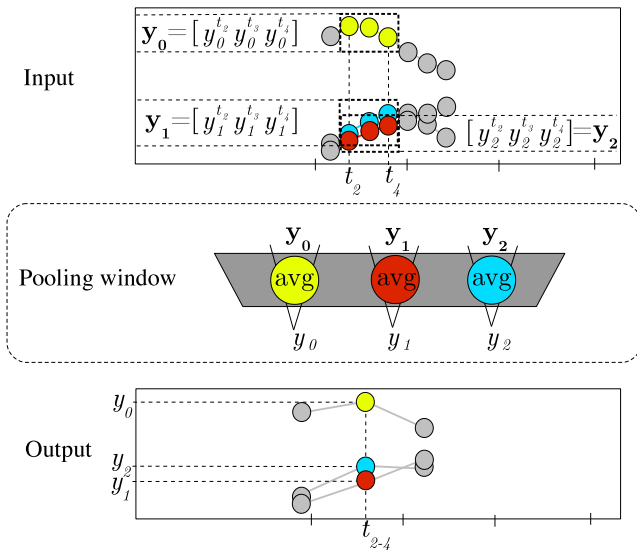 y₀=[ y₀^t₂ y₀^t₃ y₀^t₄ ]
Input
y₁=[ y₁^t₂ y₁^t₃ y₁^t₄ ]
[ y₂^t₂ y₂^t₃ y₂^t₄ ]=y₂
t₂ t₄
y₀ y₁ y₂
Pooling window
avg avg avg
y₀ y₁ y₂
y₀
Output
y₂
y₁
t₂₋₄